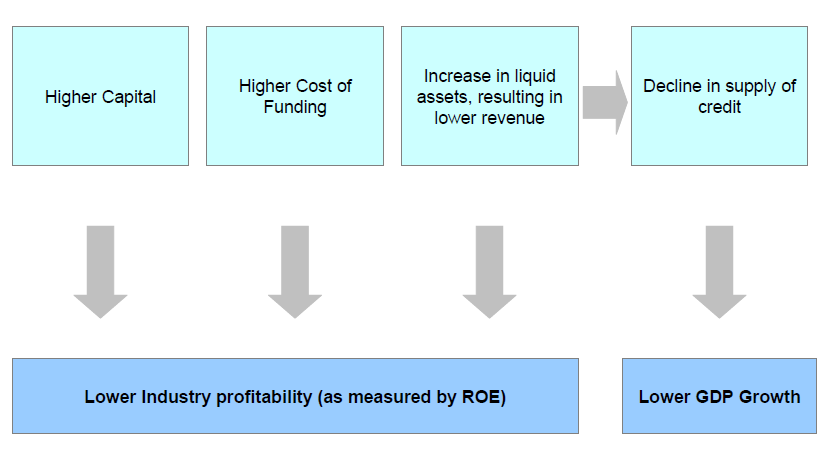 Higher Capital
Higher Cost of
Funding
Increase in liquid
assets, resulting in
lower revenue
Decline in supply of
credit
Lower Industry profitability (as measured by ROE)
Lower GDP Growth